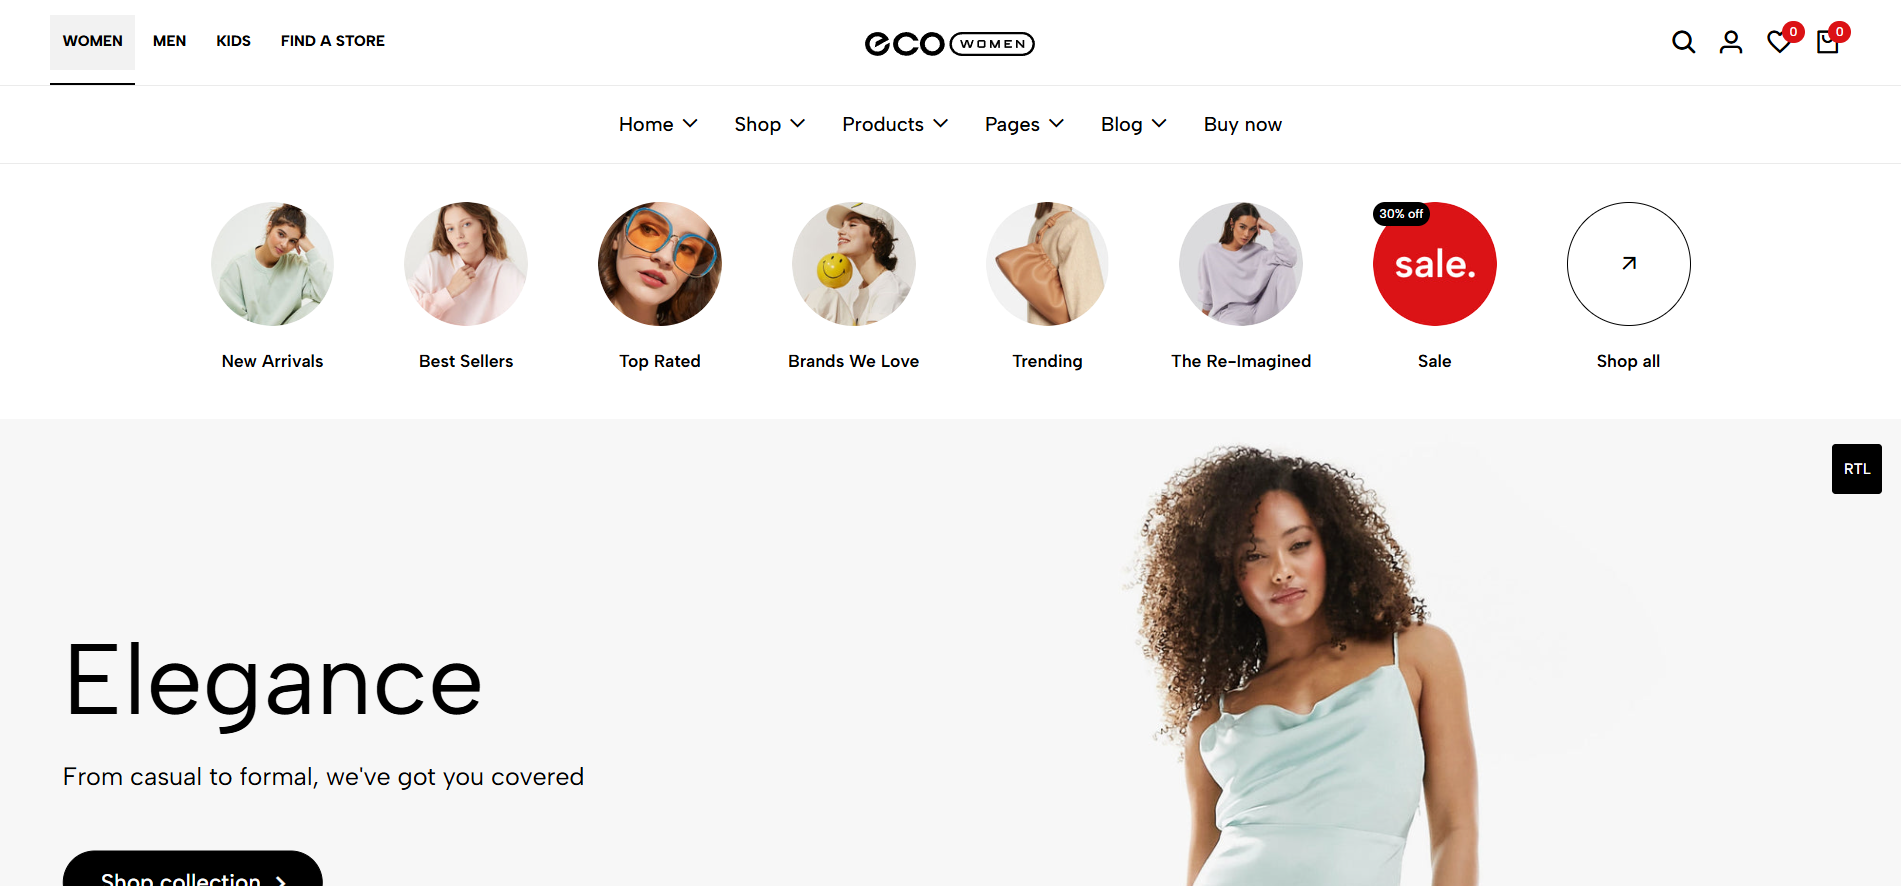 WOMEN MEN KIDS FIND A STORE
eco WOMEN
0 0
Home Shop Products Pages Blog Buy now
30% off
sale.
New Arrivals Best Sellers Top Rated Brands We Love Trending The Re-Imagined Sale Shop all
RTL
Elegance
From casual to formal, we've got you covered
Shop collection